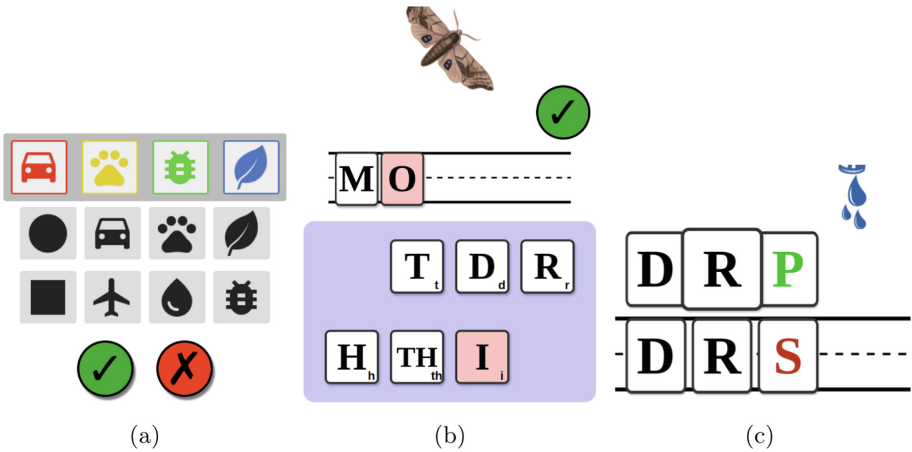 M O
T t D d R r
H h TH th I i
D R P
D R S
(a) (b) (c)